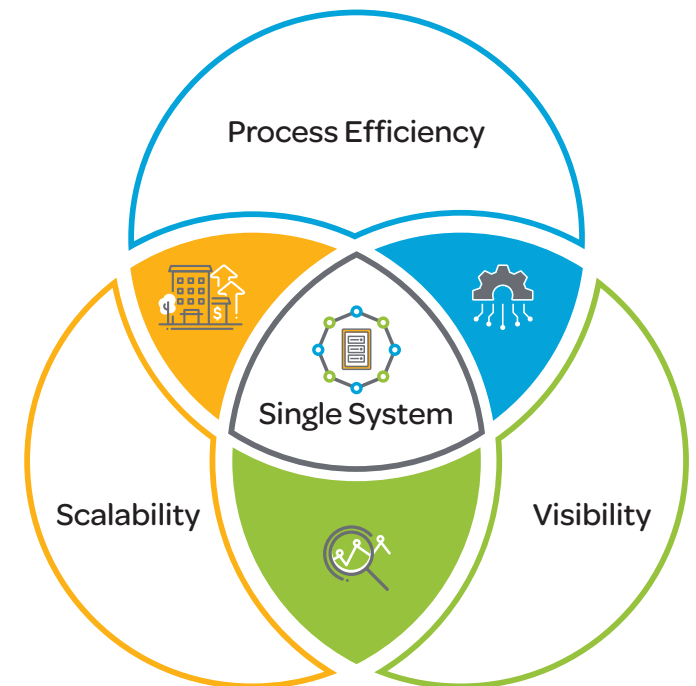 Process Efficiency
$
Single System
Scalability
Visibility